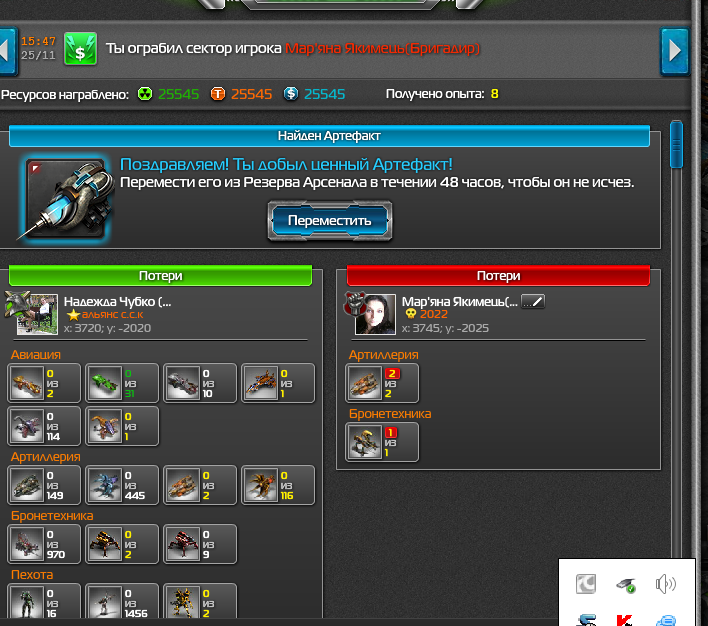 15:47
25/11
Ты ограбил сектор игрока Мар'яна Якимець(Бригадир)
Ресурсов награблено: 25545 25545 25545 Получено опыта: 8
Найден Артефакт
Поздравляем! Ты добыл ценный Артефакт!
Перемести его из Резерва Арсенала в течении 48 часов, чтобы он не исчез.
Переместить
Потери
Надежда Чубко (...
альянс с.с.к
x: 3720; y: -2020
Авиация
0 из 2
0 из 31
0 из 10
0 из 1
0 из 114
0 из 1
Артиллерия
0 из 149
0 из 445
0 из 2
0 из 116
Бронетехника
0 из 970
0 из 2
0 из 9
Пехота
0 из 16
0 из 1456
0 из 2
Потери
Мар'яна Якимець(...
2022
x: 3745; y: -2025
Артиллерия
2 из 2
Бронетехника
1 из 1